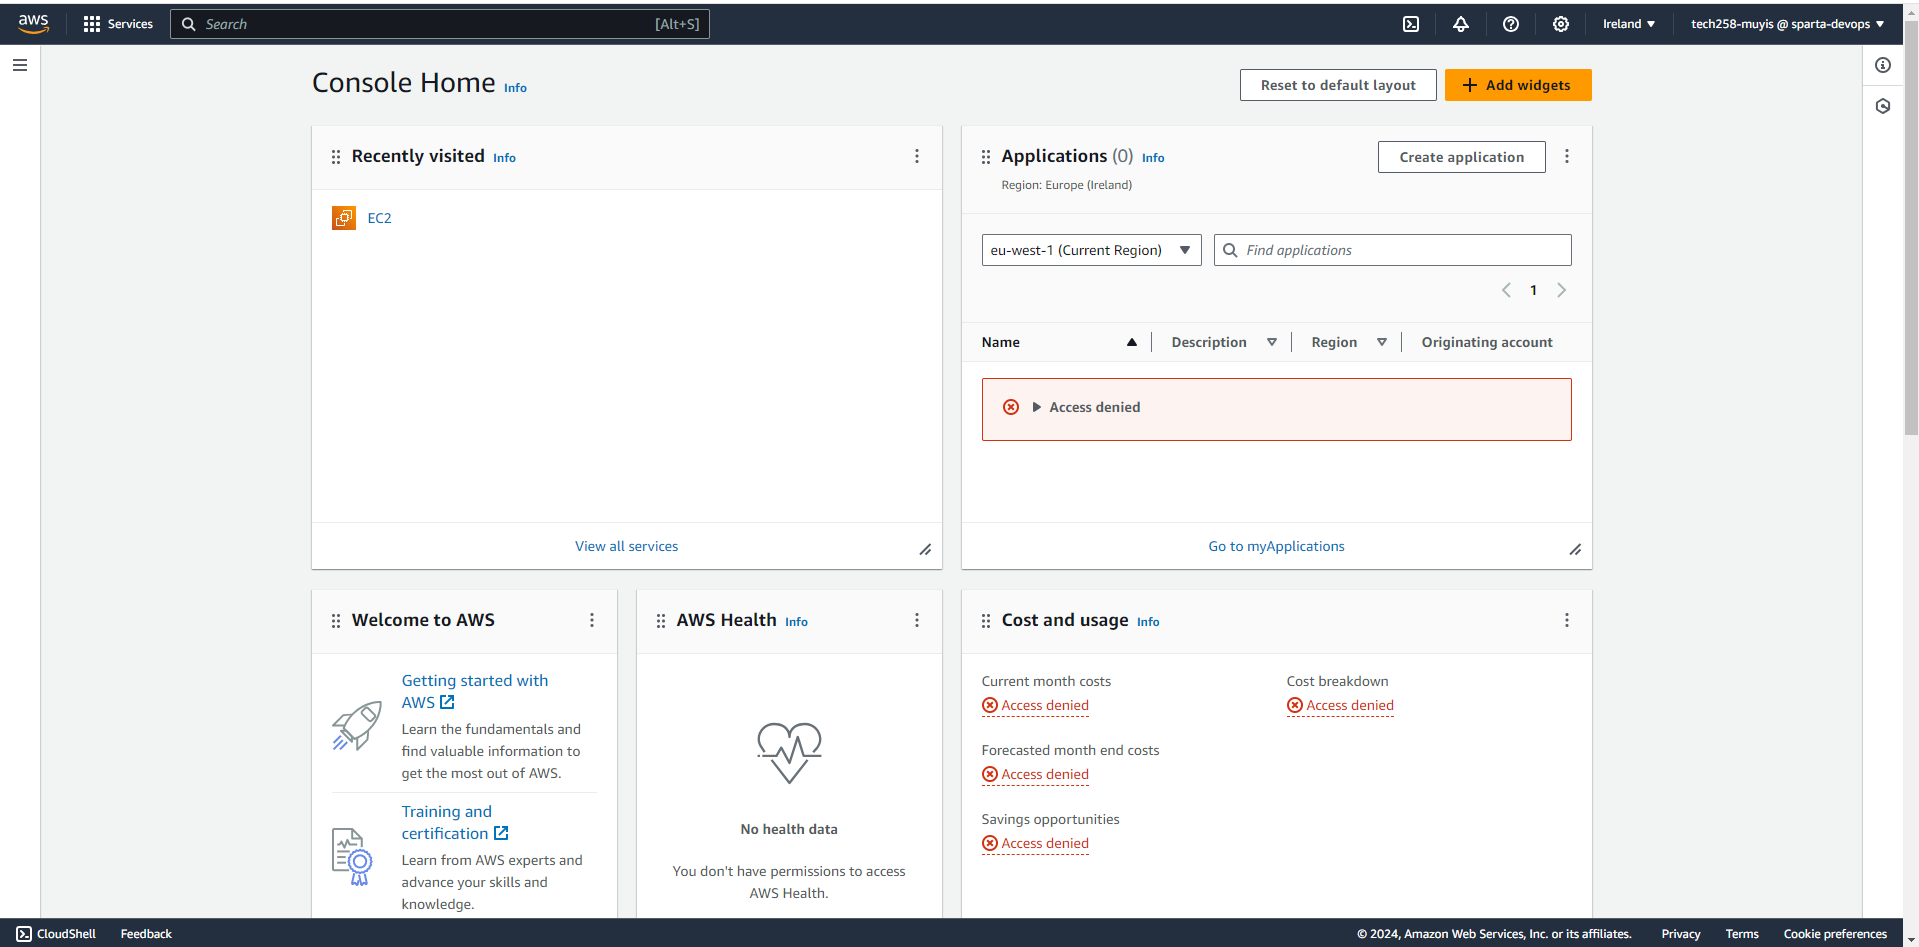 aws
Services
Search [Alt+S]
Ireland
tech258-muyis @ sparta-devops
Console Home Info
Reset to default layout
Add widgets
Recently visited Info
EC2
View all services
Applications (0) Info
Region: Europe (Ireland)
Create application
eu-west-1 (Current Region)
Find applications
1
Name Description Region Originating account
Access denied
Go to myApplications
Welcome to AWS
Getting started with
AWS
Learn the fundamentals and
find valuable information to
get the most out of AWS.
Training and
certification
Learn from AWS experts and
advance your skills and
knowledge.
AWS Health Info
No health data
You don't have permissions to access
AWS Health.
Cost and usage Info
Current month costs
Access denied
Cost breakdown
Access denied
Forecasted month end costs
Access denied
Savings opportunities
Access denied
CloudShell
Feedback
© 2024, Amazon Web Services, Inc. or its affiliates.
Privacy
Terms
Cookie preferences